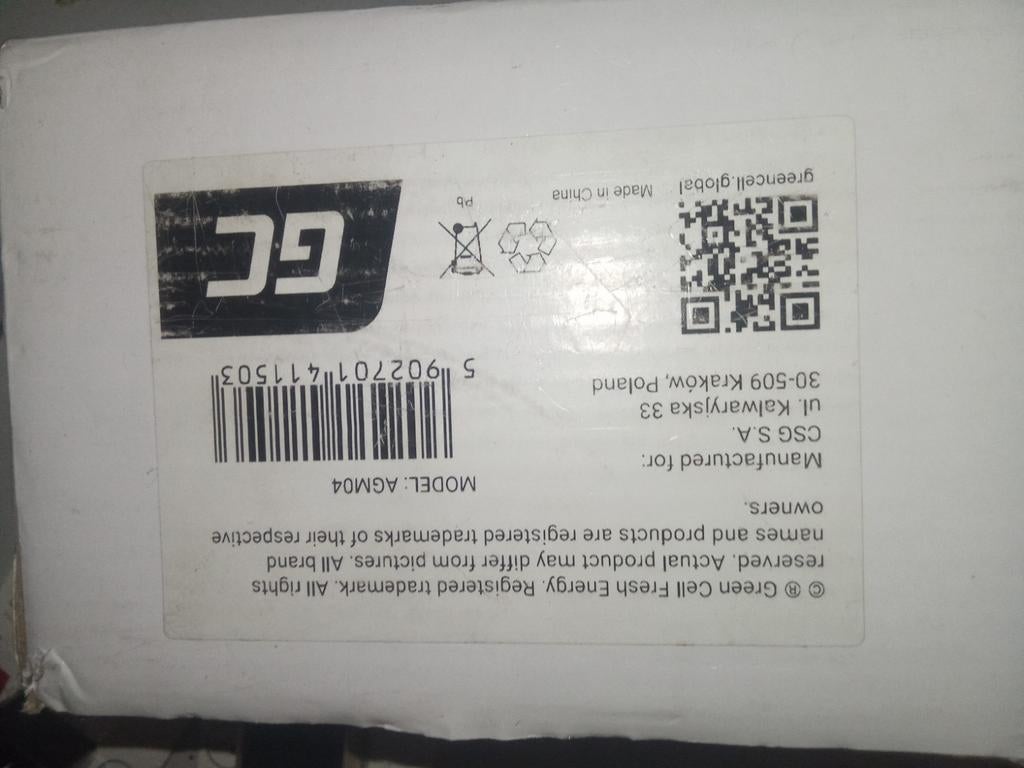 © ® Green Cell Fresh Energy. Registered trademark. All rights
reserved. Actual product may differ from pictures. All brand
names and products are registered trademarks of their respective
owners.
Manufactured for:
CSG S.A.
ul. Kalwaryjska 33
30-509 Kraków, Poland
MODEL: AGM04
5 902701 411503
greencell.global
Made in China
Pb
GC